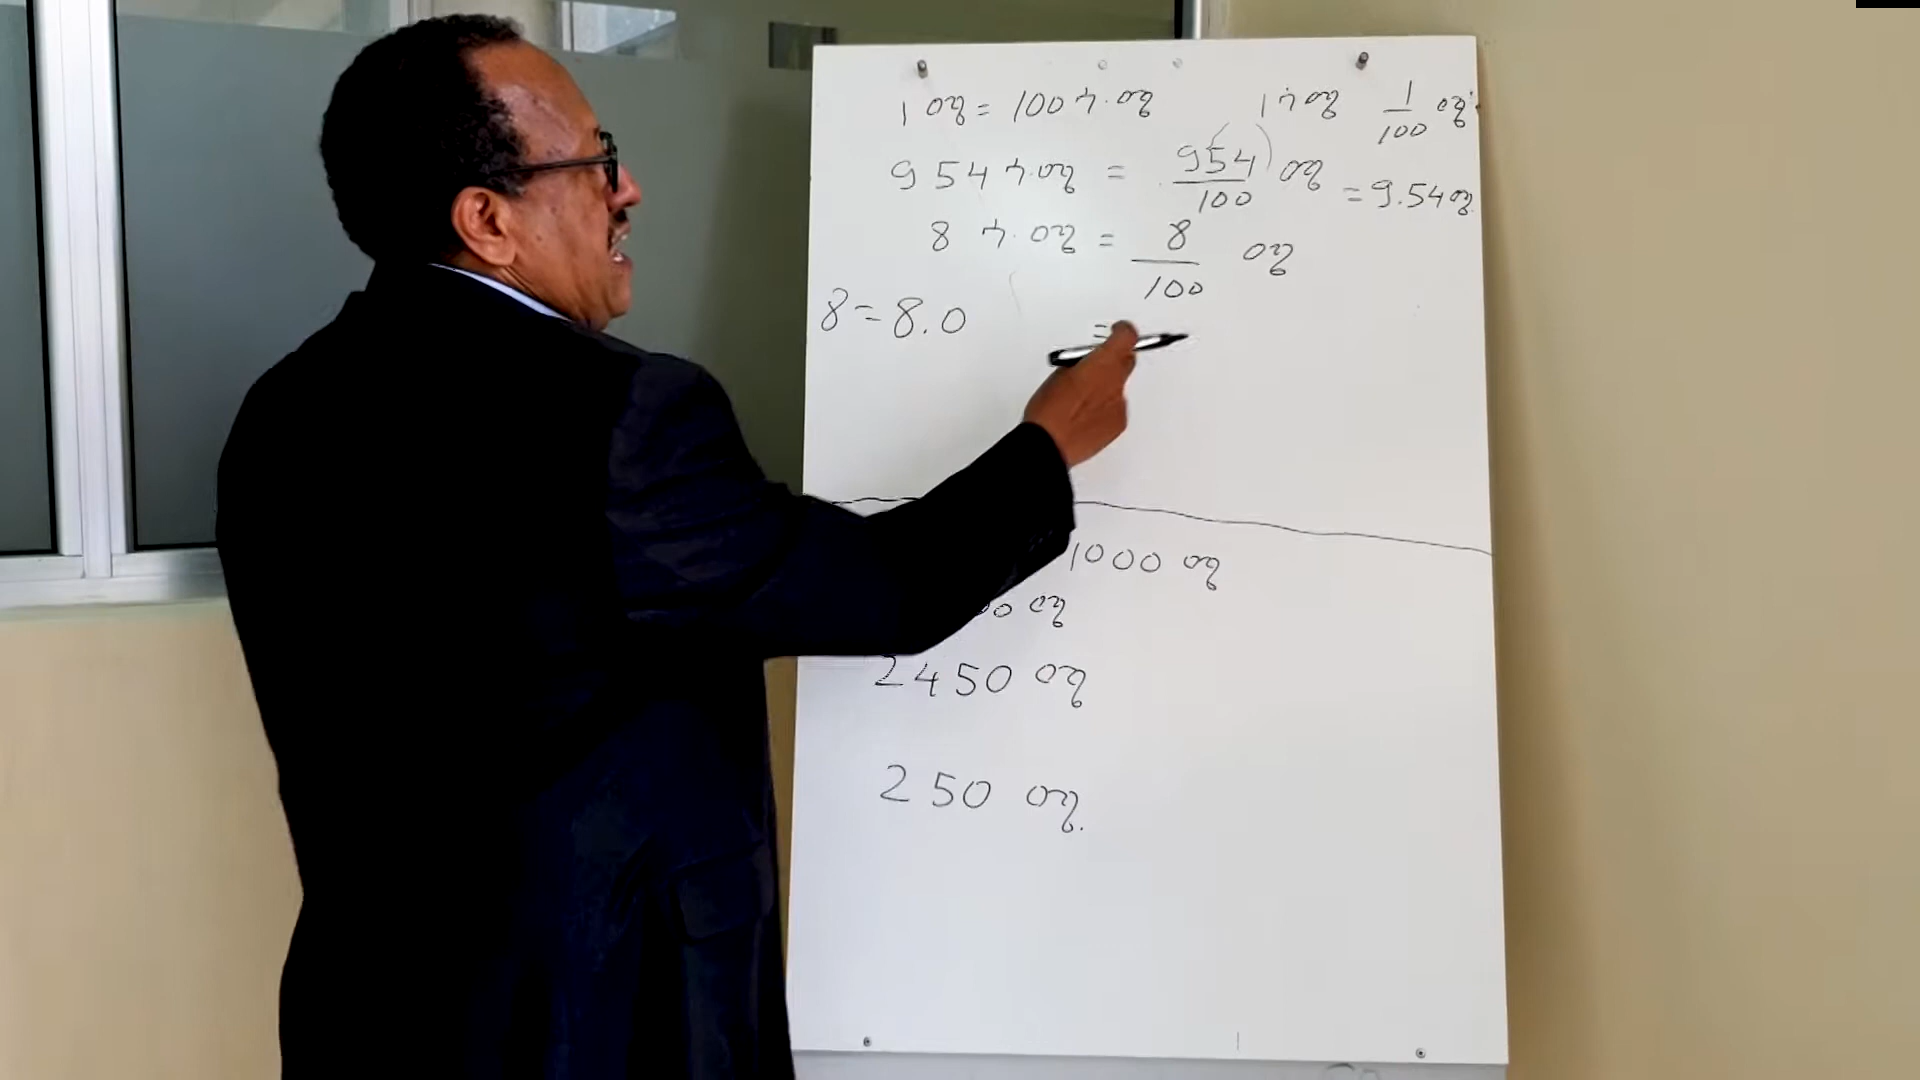 1 ሜ = 100 ሳ.ሜ 1 ሳ.ሜ 1/100 ሜ
954 ሳ.ሜ = 954/100 ሜ = 9.54 ሜ
8 ሳ.ሜ = 8/100 ሜ
8 = 8.0 =
1000 ሜ
ሜ
2450 ሜ
250 ሜ.